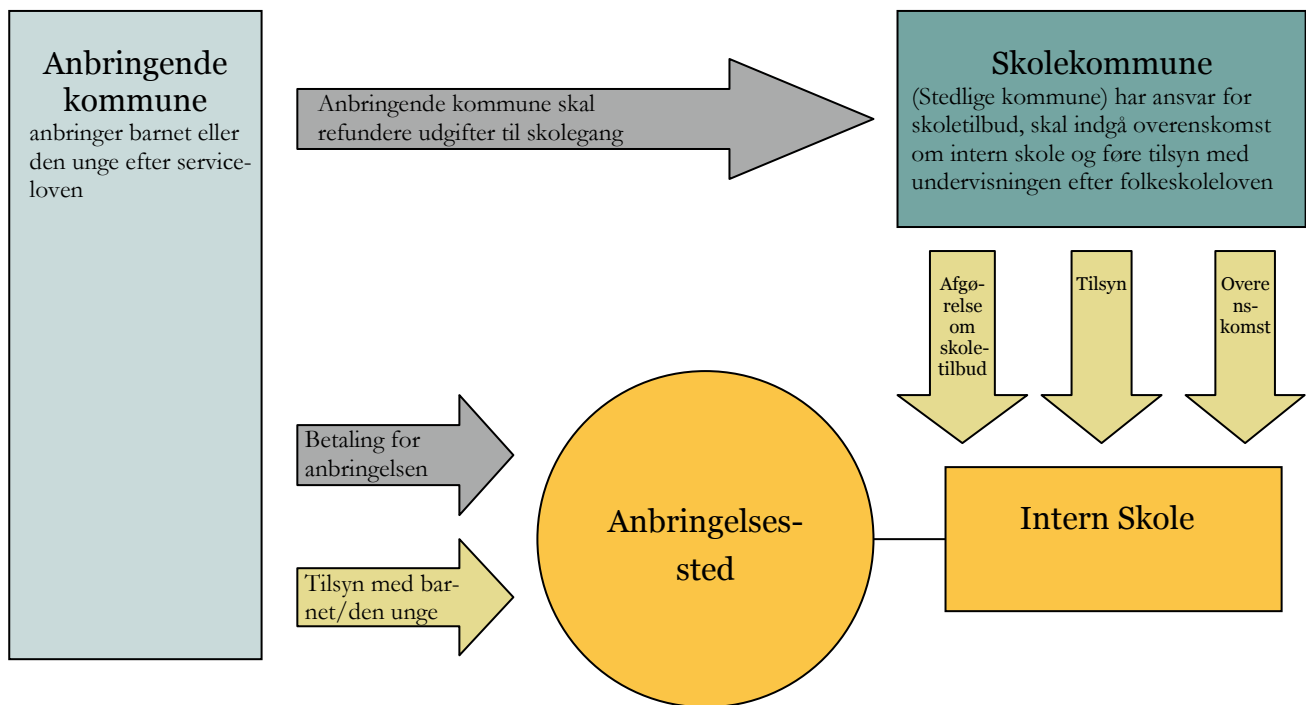 Anbringende
kommune
anbringer barnet eller
den unge efter service-
loven
Anbringende kommune skal
refundere udgifter til skolegang
Skolekommune
(Stedlige kommune) har ansvar for
skoletilbud, skal indgå overenskomst
om intern skole og føre tilsyn med
undervisningen efter folkeskoleloven
Afgø-
relse
om
skole-
tilbud
Tilsyn
Overe
ns-
komst
Betaling for
anbringelsen
Tilsyn med bar-
net/den unge
Anbringelses-
sted
Intern Skole